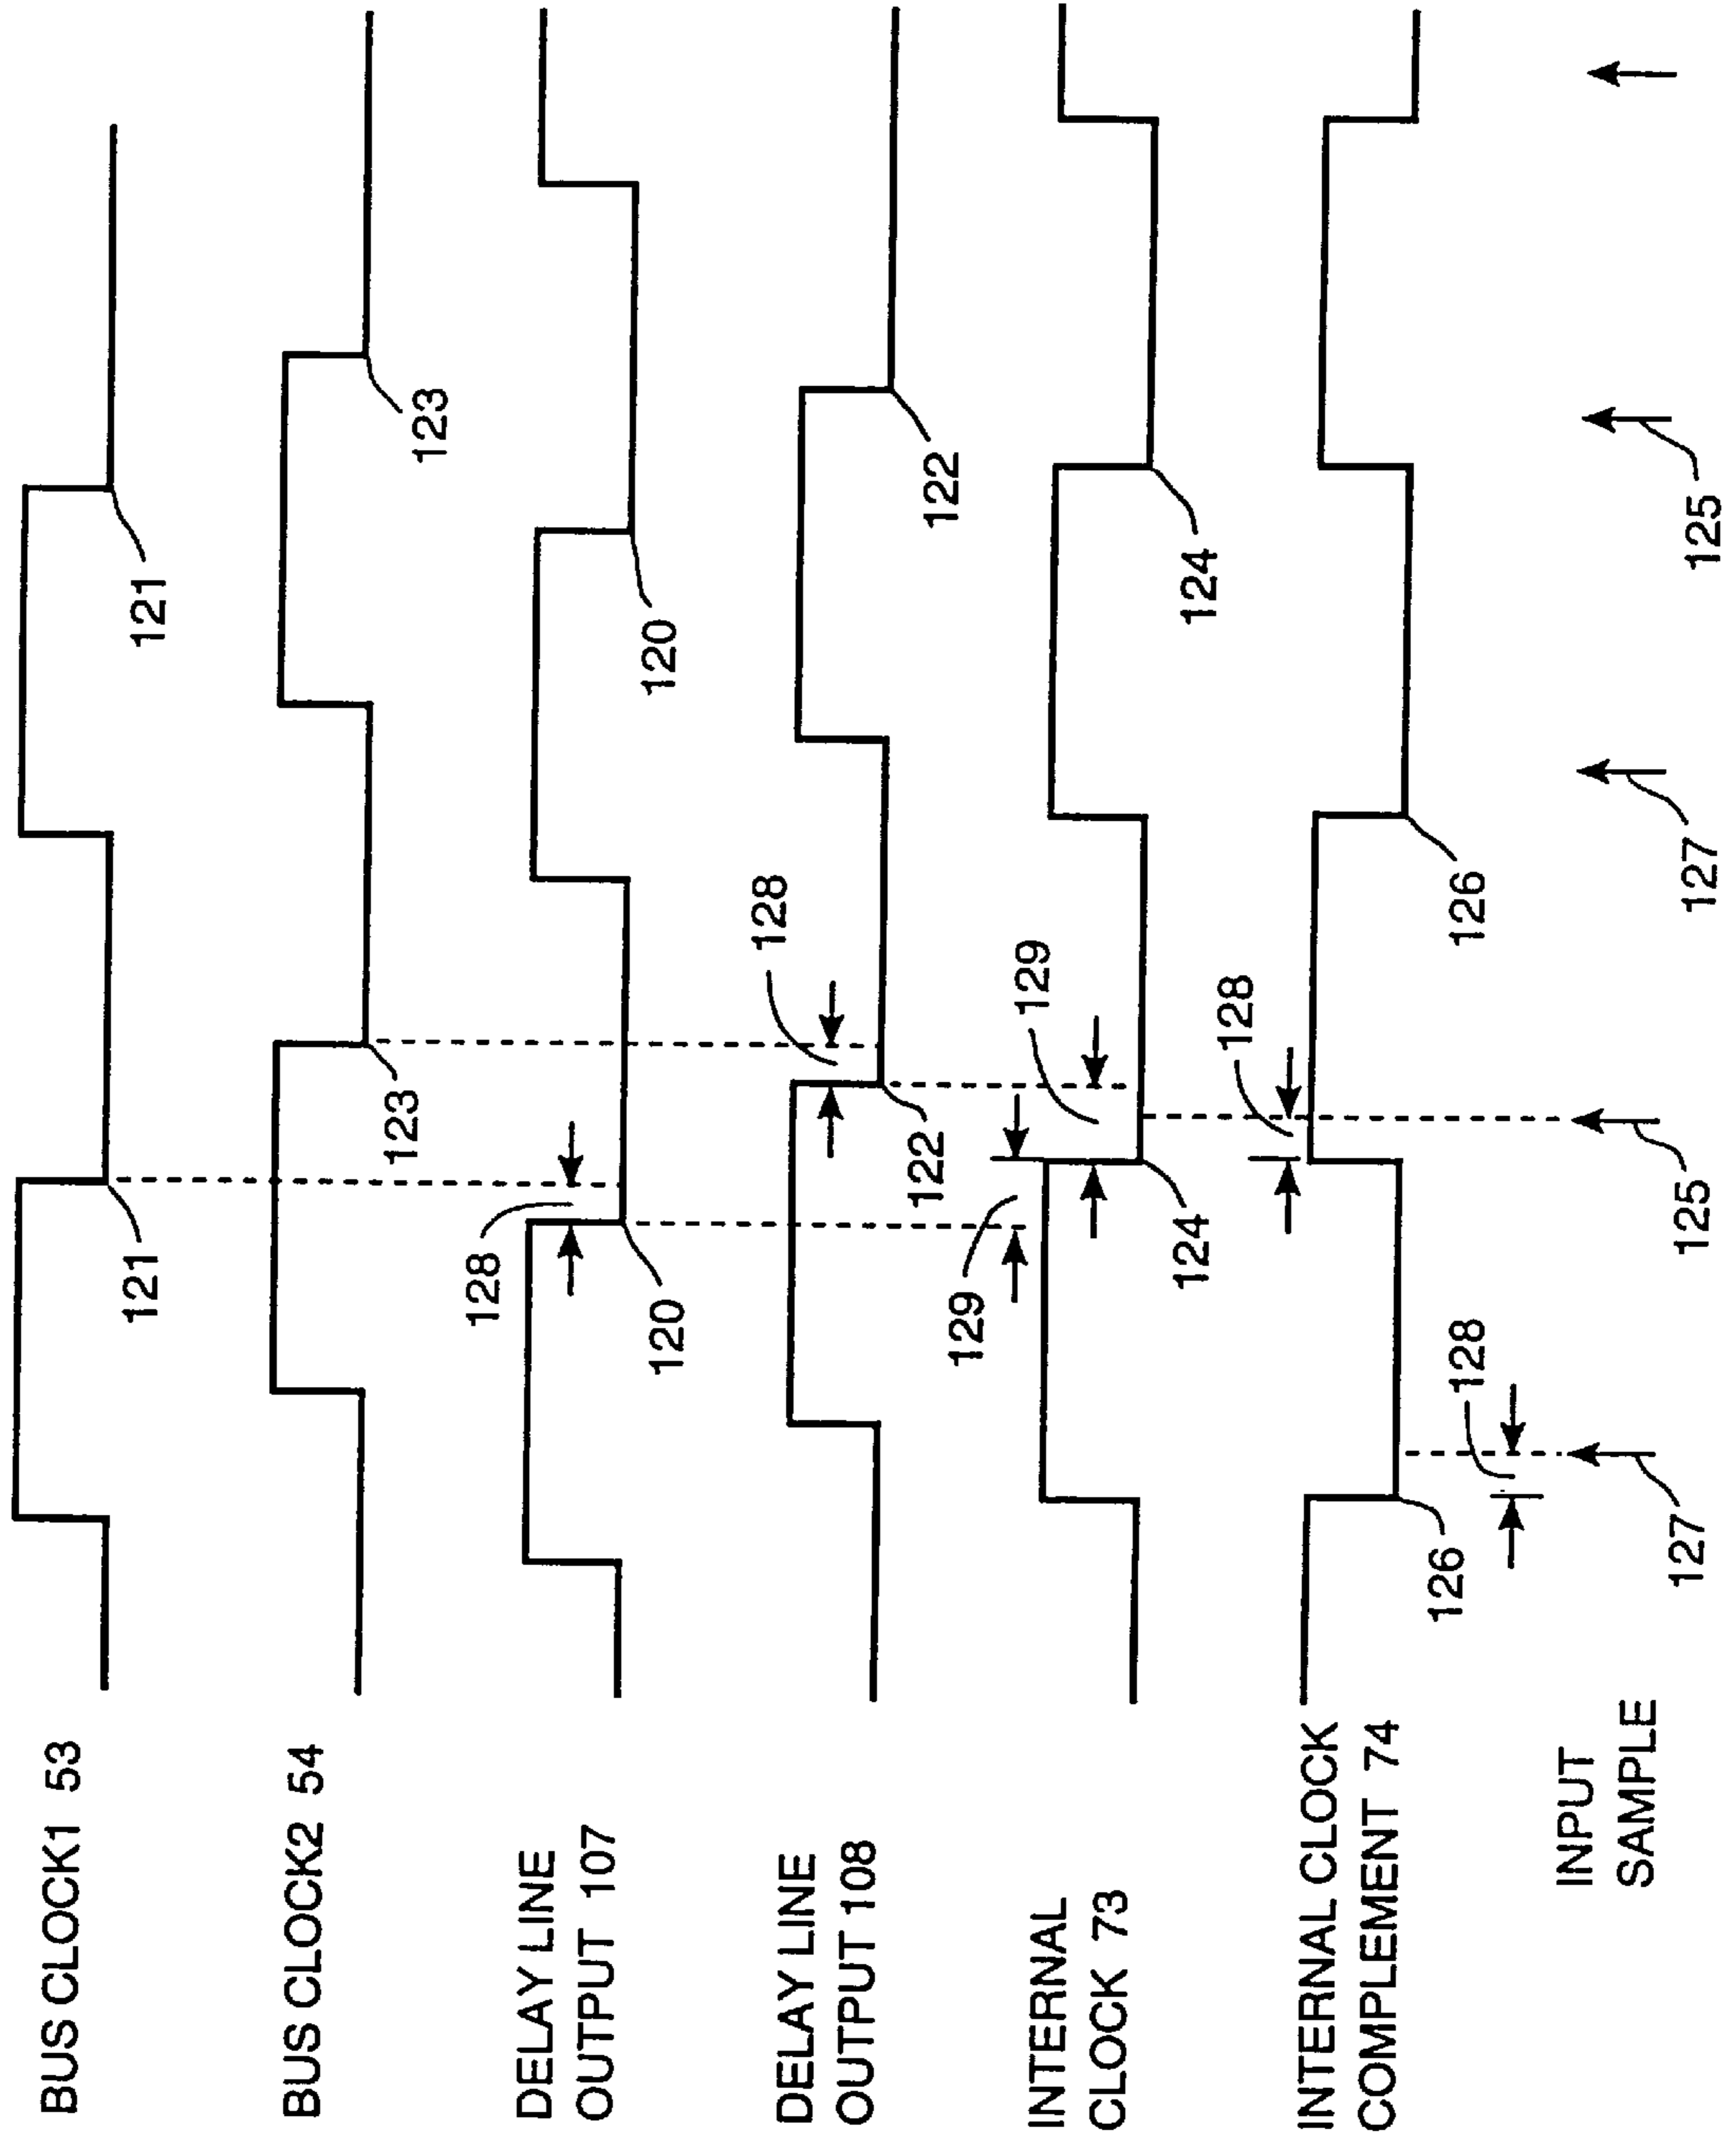 BUS CLOCK1 53
121
121
BUS CLOCK2 54
123
123
DELAY LINE
OUTPUT 107
128
120
120
DELAY LINE
OUTPUT 108
128
122
122
INTERNAL
CLOCK 73
129
129
124
124
INTERNAL CLOCK
COMPLEMENT 74
128
126
126
INPUT
SAMPLE
128
127
125
127
125